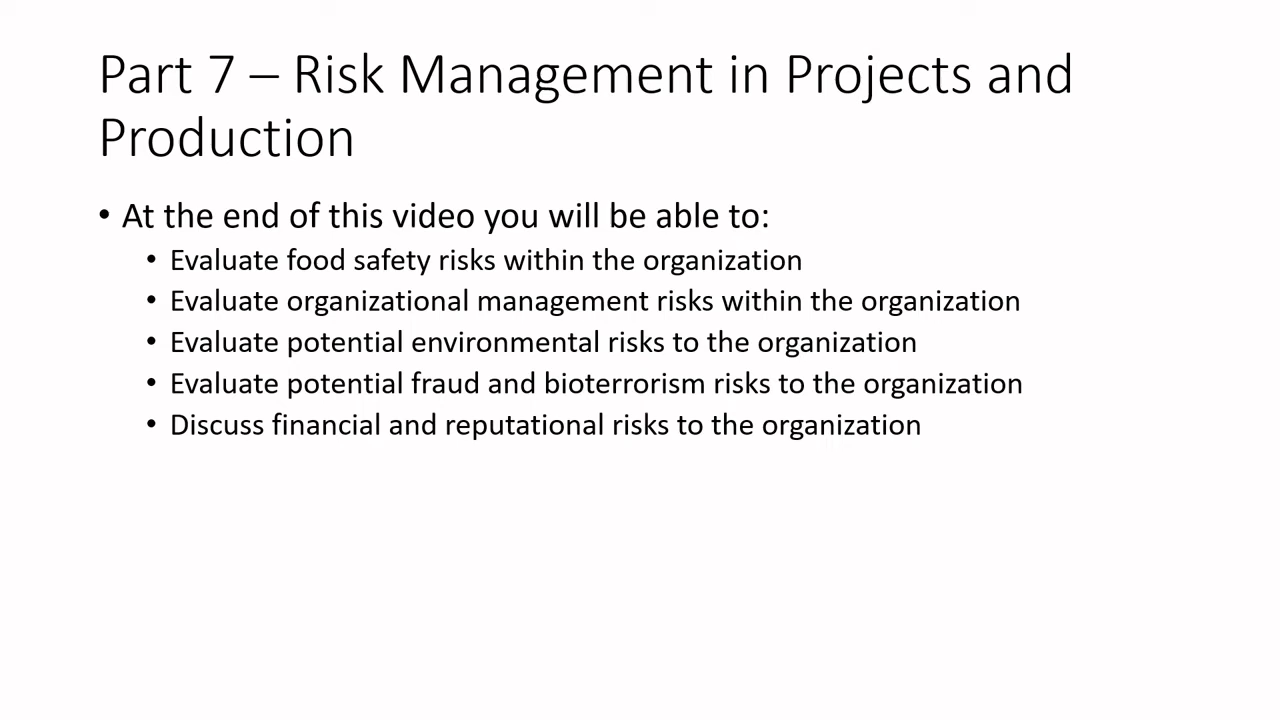 Part 7 – Risk Management in Projects and
Production
• At the end of this video you will be able to:
• Evaluate food safety risks within the organization
• Evaluate organizational management risks within the organization
• Evaluate potential environmental risks to the organization
• Evaluate potential fraud and bioterrorism risks to the organization
• Discuss financial and reputational risks to the organization